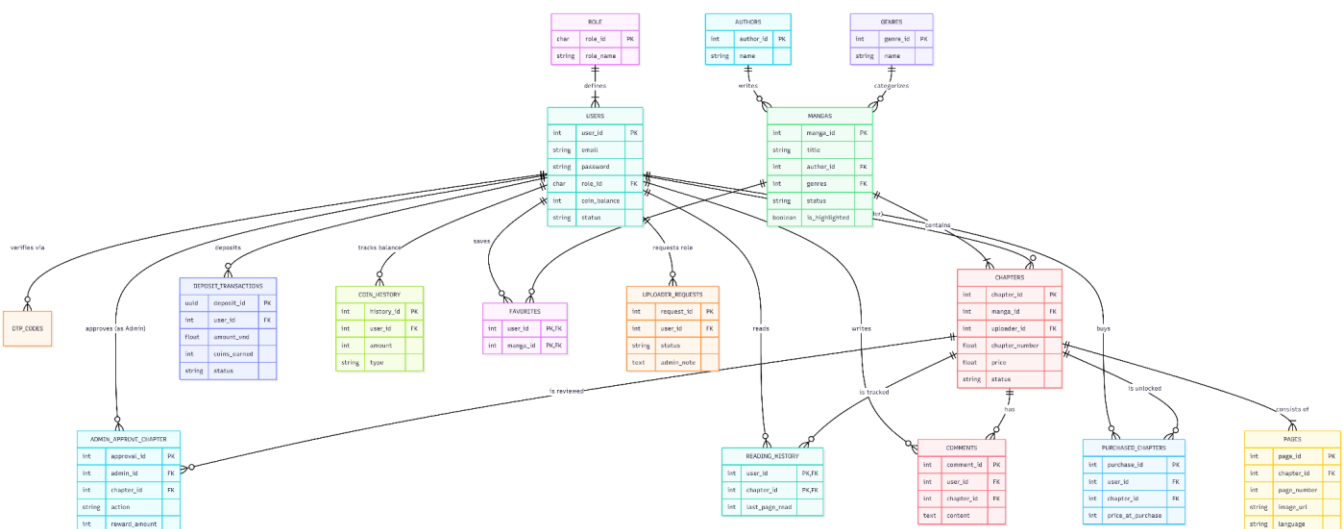 ROLE
char role_id PK
string role_name
AUTHORS
int author_id PK
string name
GENRES
int genre_id PK
string name
defines
writes
categorizes
USERS
int user_id PK
string email
string password
char role_id FK
int coin_balance
string status
MANGAS
int manga_id PK
string title
int author_id FK
int genres FK
string status
boolean is_highlighted
verifies via
deposits
tracks balance
saves
requests role
contains
OTP_CODES
approves (as Admin)
DEPOSIT_TRANSACTIONS
uuid deposit_id PK
int user_id FK
float amount_vnd
int coins_earned
string status
COIN_HISTORY
int history_id PK
int user_id FK
int amount
string type
FAVORITES
int user_id PK,FK
int manga_id PK,FK
UPLOADER_REQUESTS
int request_id PK
int user_id FK
string status
text admin_note
CHAPTERS
int chapter_id PK
int manga_id FK
int uploader_id FK
float chapter_number
float price
string status
reads
writes
buys
is reviewed
is tracked
is unlocked
has
consists of
ADMIN_APPROVE_CHAPTER
int approval_id PK
int admin_id FK
int chapter_id FK
string action
int reward_amount
READING_HISTORY
int user_id PK,FK
int chapter_id PK,FK
int last_page_read
COMMENTS
int comment_id PK
int user_id FK
int chapter_id FK
text content
PURCHASED_CHAPTERS
int purchase_id PK
int user_id FK
int chapter_id FK
int price_at_purchase
PAGES
int page_id PK
int chapter_id FK
int page_number
string image_url
string language